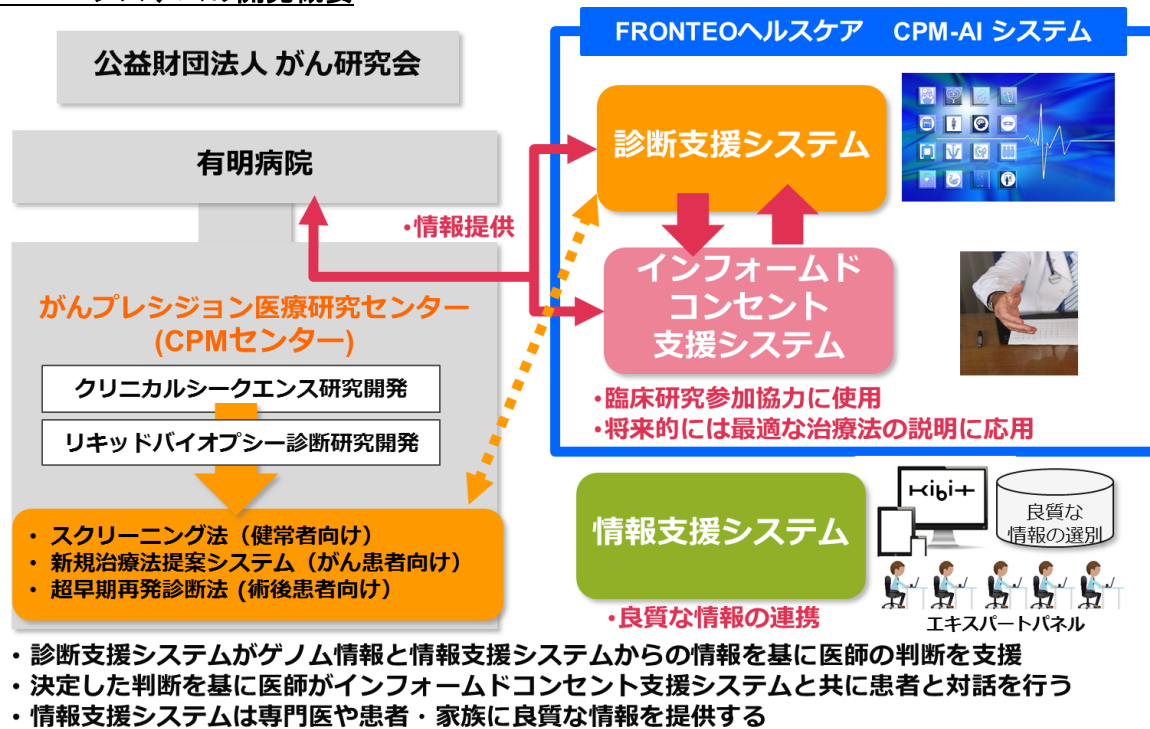 公益財団法人 がん研究会
有明病院
・情報提供
がんプレシジョン医療研究センター
(CPMセンター)
クリニカルシークエンス研究開発
リキッドバイオプシー診断研究開発
・ スクリーニング法（健常者向け）
・ 新規治療法提案システム（がん患者向け）
・ 超早期再発診断法 (術後患者向け）
FRONTEOヘルスケア CPM-AI システム
診断支援システム
インフォームド
コンセント
支援システム
・臨床研究参加協力に使用
・将来的には最適な治療法の説明に応用
情報支援システム
・良質な情報の連携
kibit
良質な
情報の選別
エキスパートパネル
・ 診断支援システムがゲノム情報と情報支援システムからの情報を基に医師の判断を支援
・ 決定した判断を基に医師がインフォームドコンセント支援システムと共に患者と対話を行う
・ 情報支援システムは専門医や患者・家族に良質な情報を提供する